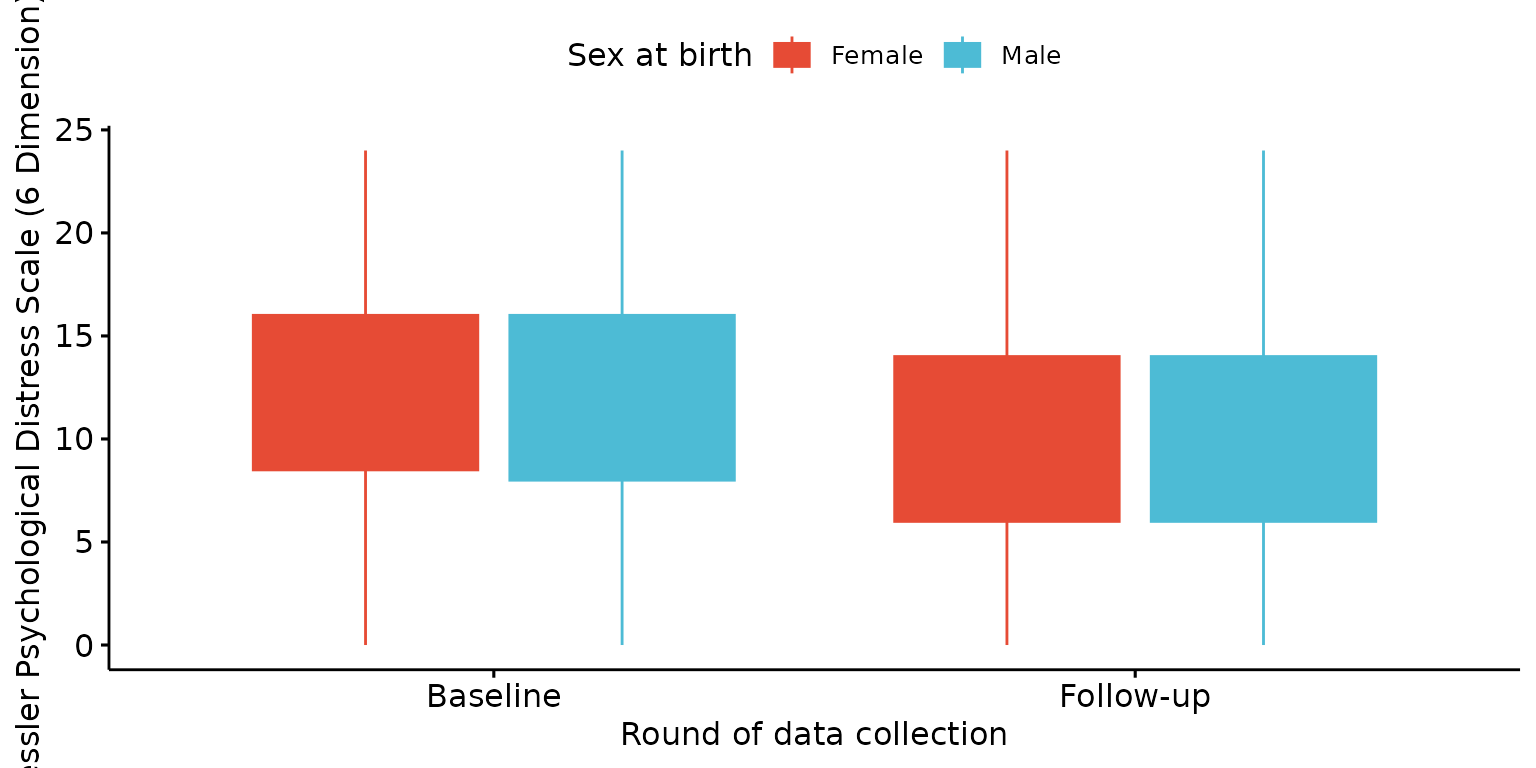 Sex at birth Female Male
essler Psychological Distress Scale (6 Dimension)
25
20
15
10
5
0
Baseline Follow-up
Round of data collection